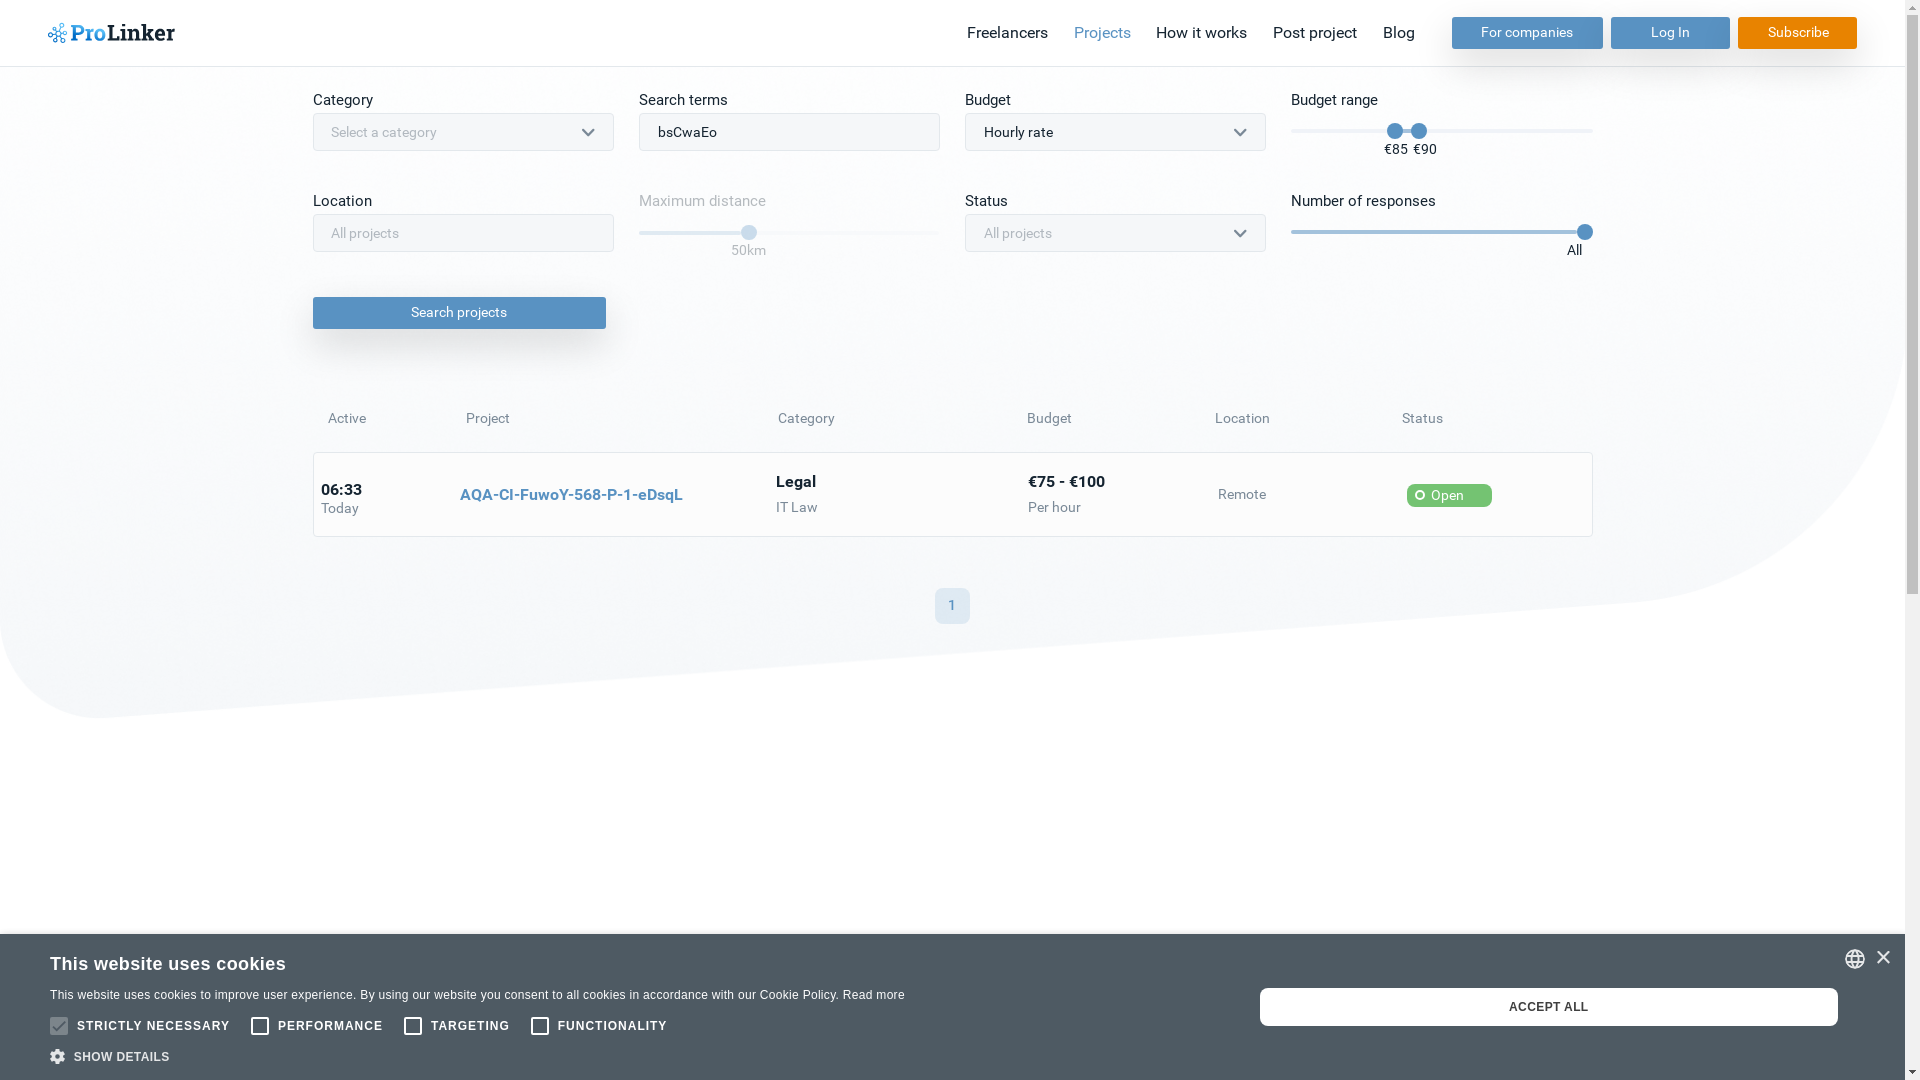 ProLinker
Freelancers Projects How it works Post project Blog For companies Log In Subscribe
Category Search terms Budget Budget range
Select a category bsCwaEo Hourly rate
€85 €90
Location Maximum distance Status Number of responses
All projects All projects
50km All
Search projects
Active Project Category Budget Location Status
06:33 AQA-CI-FuwoY-568-P-1-eDsqL Legal €75 - €100 Remote Open
Today IT Law Per hour
1
This website uses cookies
This website uses cookies to improve user experience. By using our website you consent to all cookies in accordance with our Cookie Policy. Read more
STRICTLY NECESSARY PERFORMANCE TARGETING FUNCTIONALITY
SHOW DETAILS
ACCEPT ALL